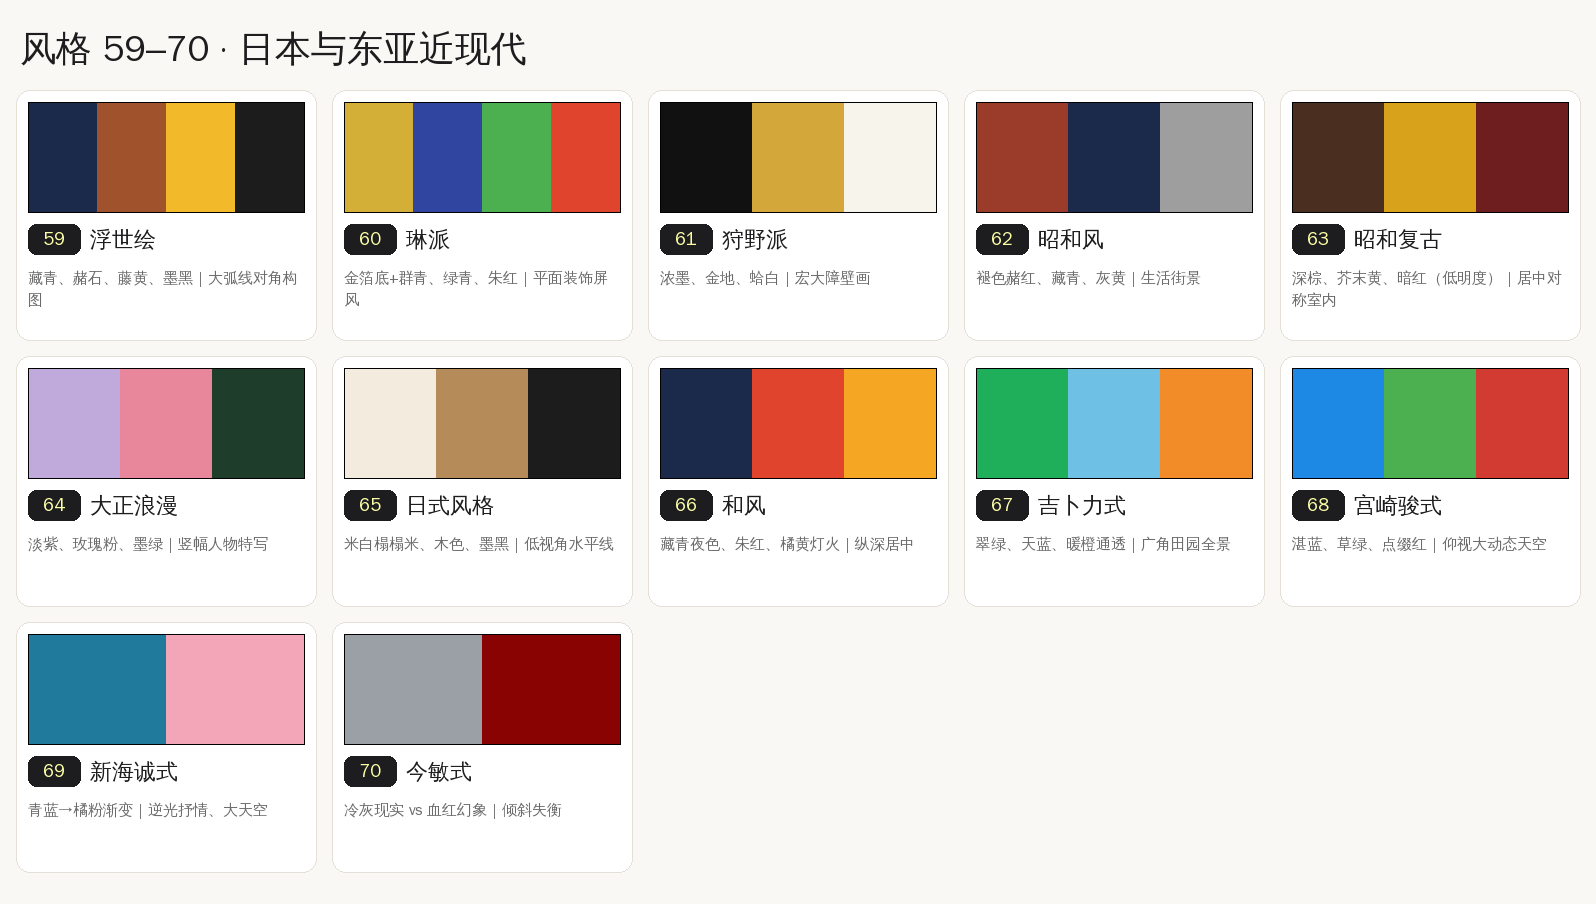 风格 59–70 · 日本与东亚近现代
59 浮世绘
藏青、赭石、藤黄、墨黑｜大弧线对角构
图
60 琳派
金箔底+群青、绿青、朱红｜平面装饰屏
风
61 狩野派
浓墨、金地、蛤白｜宏大障壁画
62 昭和风
褪色赭红、藏青、灰黄｜生活街景
63 昭和复古
深棕、芥末黄、暗红（低明度）｜居中对
称室内
64 大正浪漫
淡紫、玫瑰粉、墨绿｜竖幅人物特写
65 日式风格
米白榻榻米、木色、墨黑｜低视角水平线
66 和风
藏青夜色、朱红、橘黄灯火｜纵深居中
67 吉卜力式
翠绿、天蓝、暖橙通透｜广角田园全景
68 宫崎骏式
湛蓝、草绿、点缀红｜仰视大动态天空
69 新海诚式
青蓝→橘粉渐变｜逆光抒情、大天空
70 今敏式
冷灰现实 vs 血红幻象｜倾斜失衡